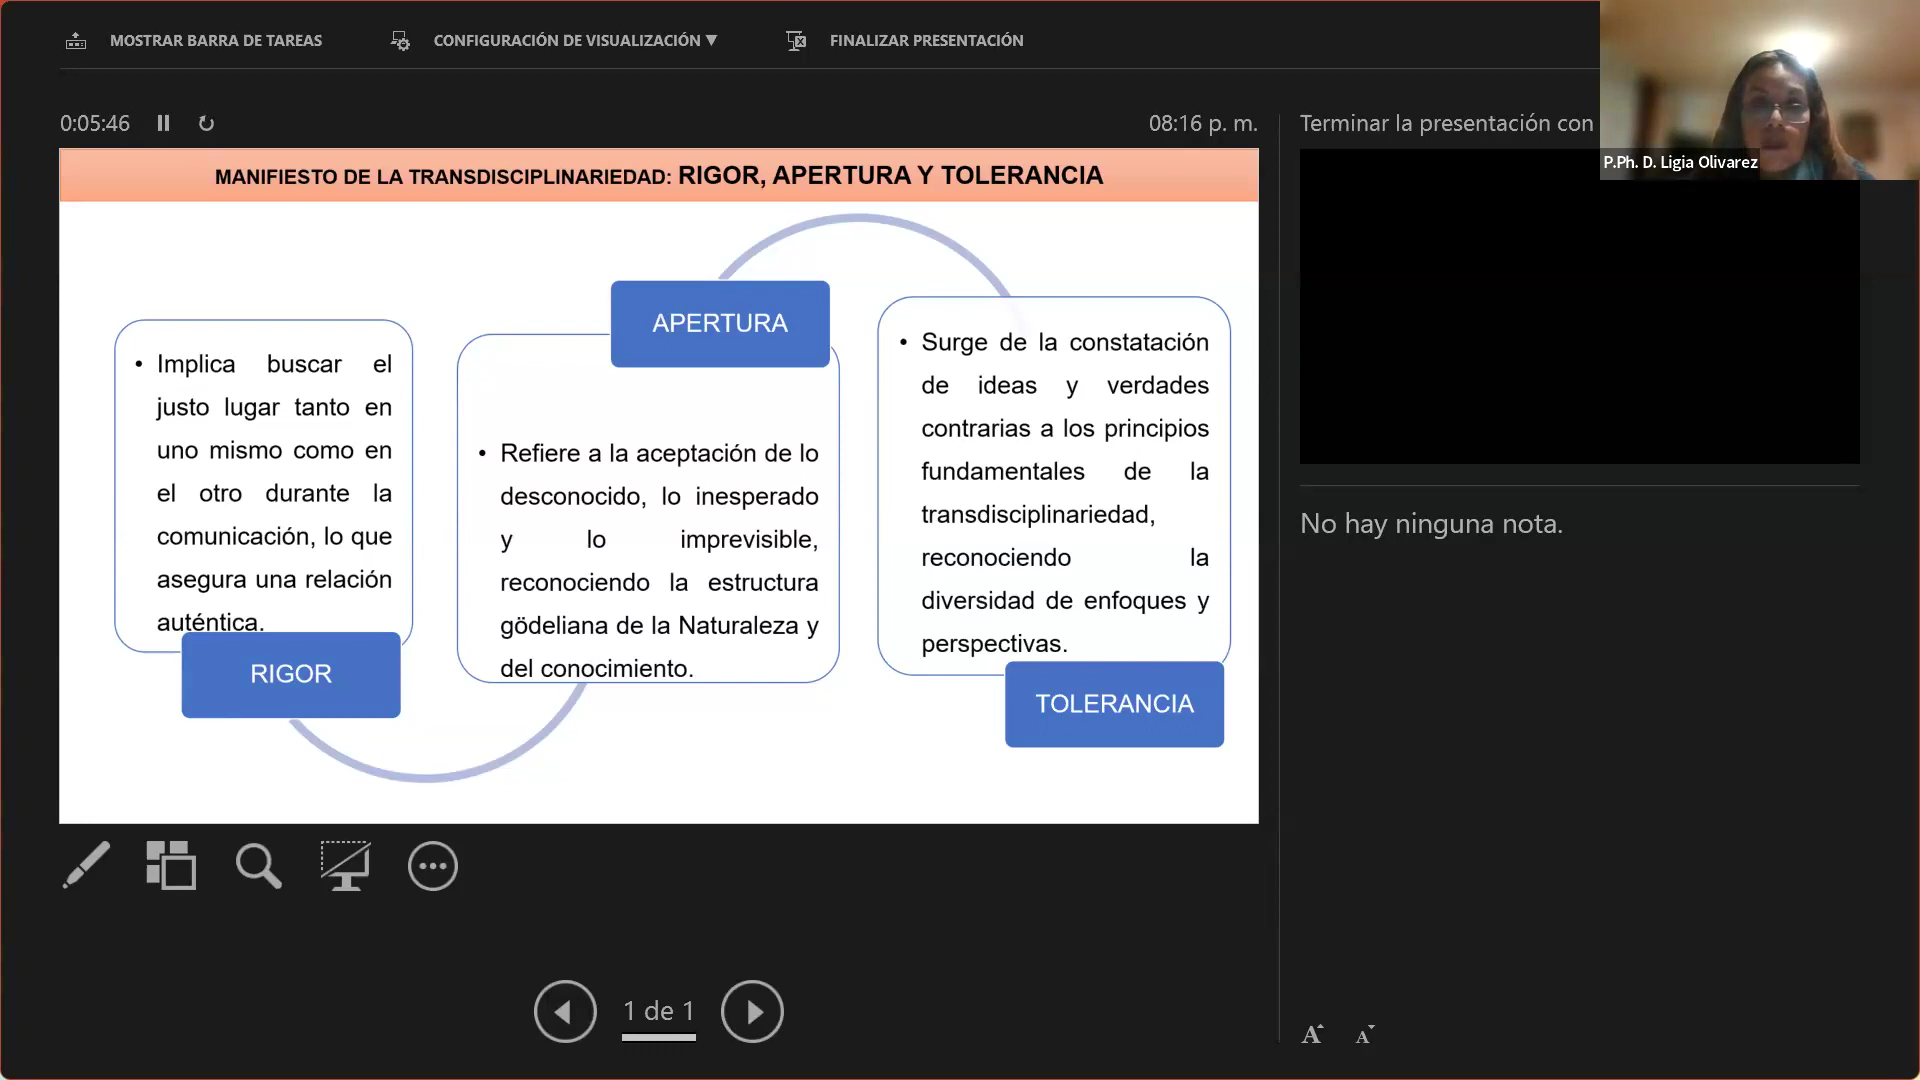 MOSTRAR BARRA DE TAREAS
CONFIGURACIÓN DE VISUALIZACIÓN ▼
FINALIZAR PRESENTACIÓN
0:05:46
08:16 p. m.
Terminar la presentación con
P.Ph. D. Ligia Olivarez
MANIFIESTO DE LA TRANSDISCIPLINARIEDAD: RIGOR, APERTURA Y TOLERANCIA
• Implica buscar el
justo lugar tanto en
uno mismo como en
el otro durante la
comunicación, lo que
asegura una relación
auténtica.
RIGOR
APERTURA
• Refiere a la aceptación de lo
desconocido, lo inesperado
y lo imprevisible,
reconociendo la estructura
gödeliana de la Naturaleza y
del conocimiento.
• Surge de la constatación
de ideas y verdades
contrarias a los principios
fundamentales de la
transdisciplinariedad,
reconociendo la
diversidad de enfoques y
perspectivas.
TOLERANCIA
No hay ninguna nota.
1 de 1
A A